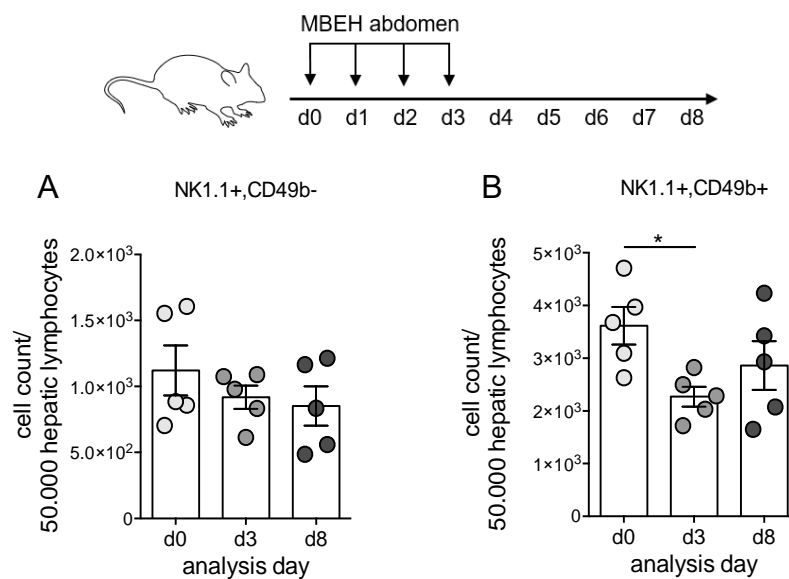 MBEH abdomen
d0 d1 d2 d3 d4 d5 d6 d7 d8
A
NK1.1+,CD49b-
cell count/
50.000 hepatic lymphocytes
2.0×10³
1.5×10³
1.0×10³
5.0×10²
0
d0 d3 d8
analysis day
B
NK1.1+,CD49b+
cell count/
50.000 hepatic lymphocytes
*
5×10³
4×10³
3×10³
2×10³
1×10³
0
d0 d3 d8
analysis day